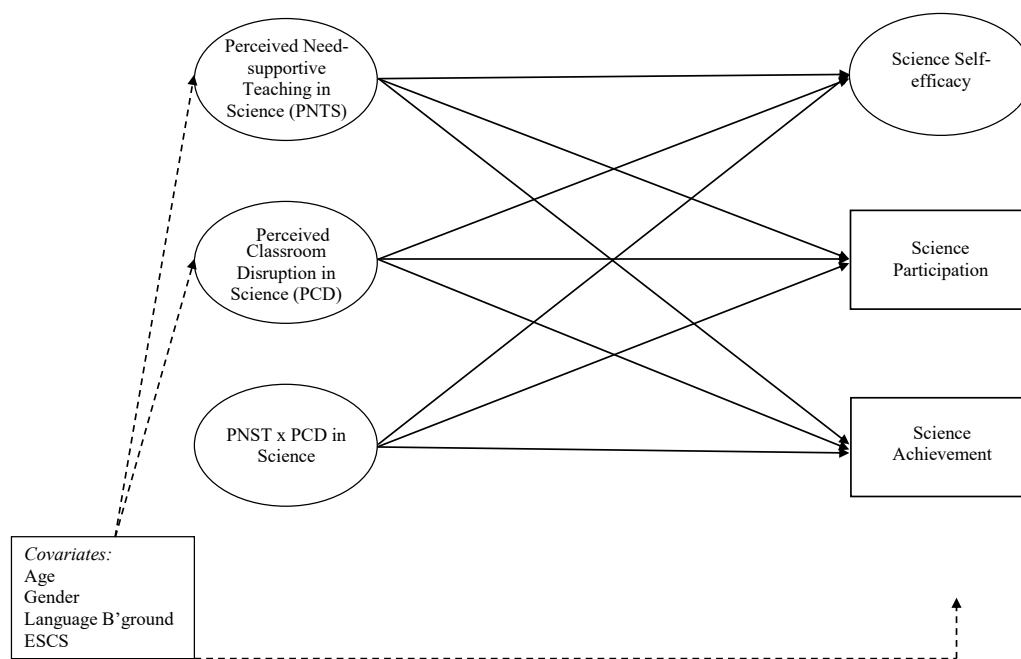 Perceived Need-
supportive
Teaching in
Science (PNTS)
Science Self-
efficacy
Perceived
Classroom
Disruption in
Science (PCD)
Science
Participation
PNST x PCD in
Science
Science
Achievement
Covariates:
Age
Gender
Language B’ground
ESCS